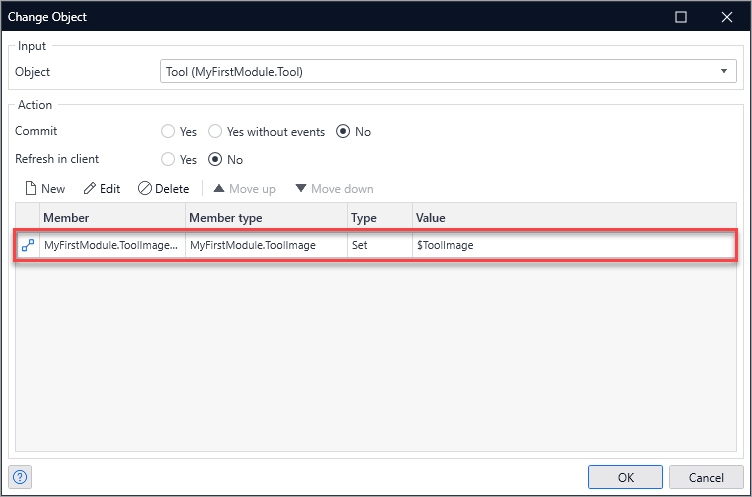 Change Object
Input
Object Tool (MyFirstModule.Tool)
Action
Commit Yes Yes without events No
Refresh in client Yes No
New Edit Delete Move up Move down
Member Member type Type Value
MyFirstModule.ToolImage... MyFirstModule.ToolImage Set $ToolImage
? OK Cancel